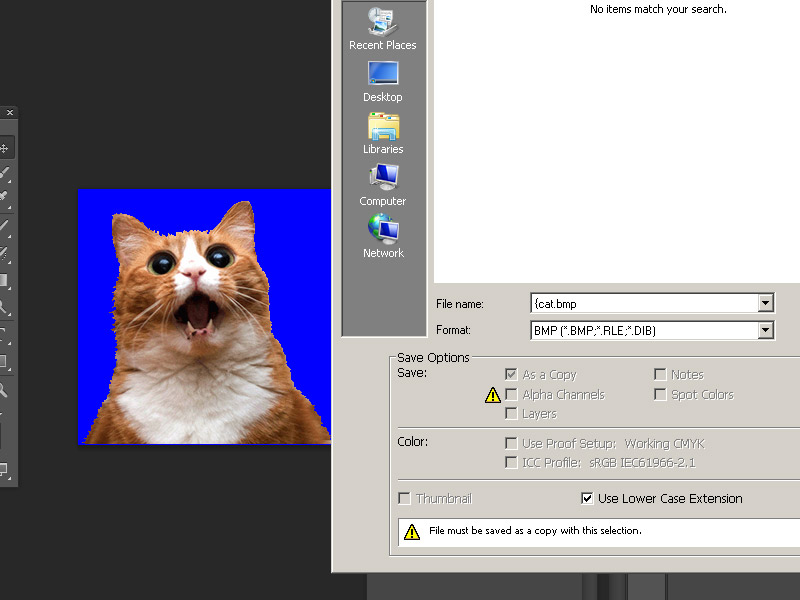 No items match your search.
Recent Places
Desktop
Libraries
Computer
Network
File name: {cat.bmp
Format: BMP (*.BMP;*.RLE;*.DIB)
Save Options
Save: As a Copy Notes
Alpha Channels Spot Colors
Layers
Color: Use Proof Setup: Working CMYK
ICC Profile: sRGB IEC61966-2.1
Thumbnail Use Lower Case Extension
File must be saved as a copy with this selection.